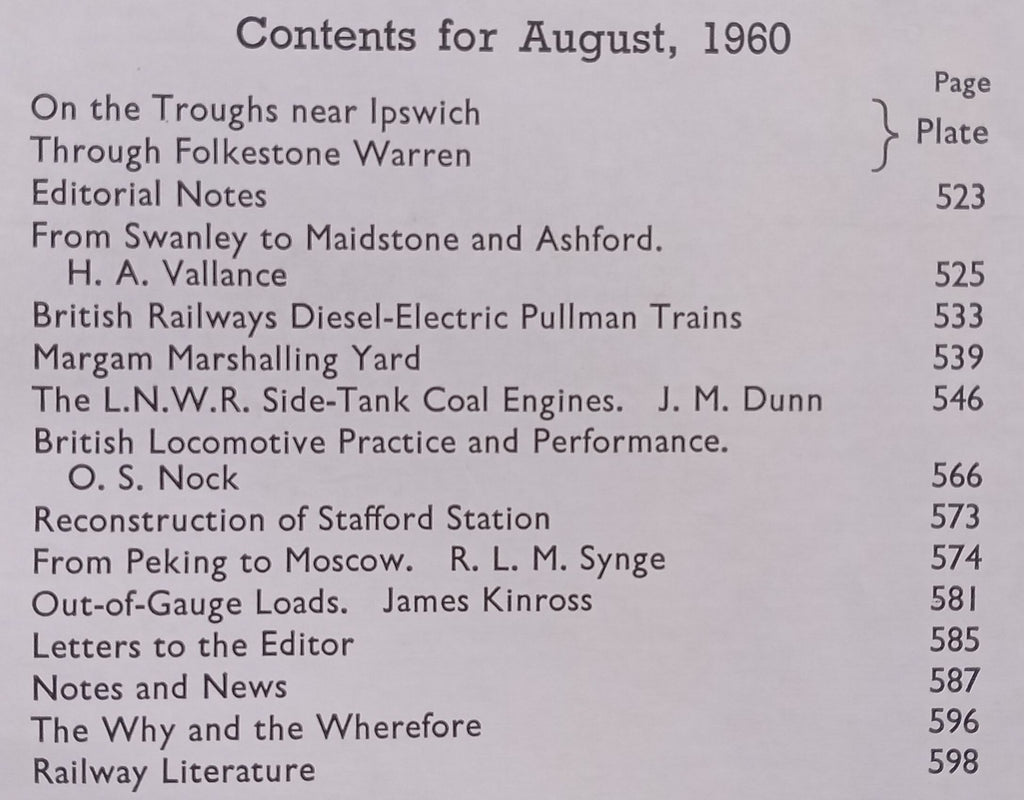 Contents for August, 1960
Page
On the Troughs near Ipswich
Through Folkestone Warren
} Plate
Editorial Notes 523
From Swanley to Maidstone and Ashford.
H. A. Vallance 525
British Railways Diesel-Electric Pullman Trains 533
Margam Marshalling Yard 539
The L.N.W.R. Side-Tank Coal Engines. J. M. Dunn 546
British Locomotive Practice and Performance.
O. S. Nock 566
Reconstruction of Stafford Station 573
From Peking to Moscow. R. L. M. Synge 574
Out-of-Gauge Loads. James Kinross 581
Letters to the Editor 585
Notes and News 587
The Why and the Wherefore 596
Railway Literature 598